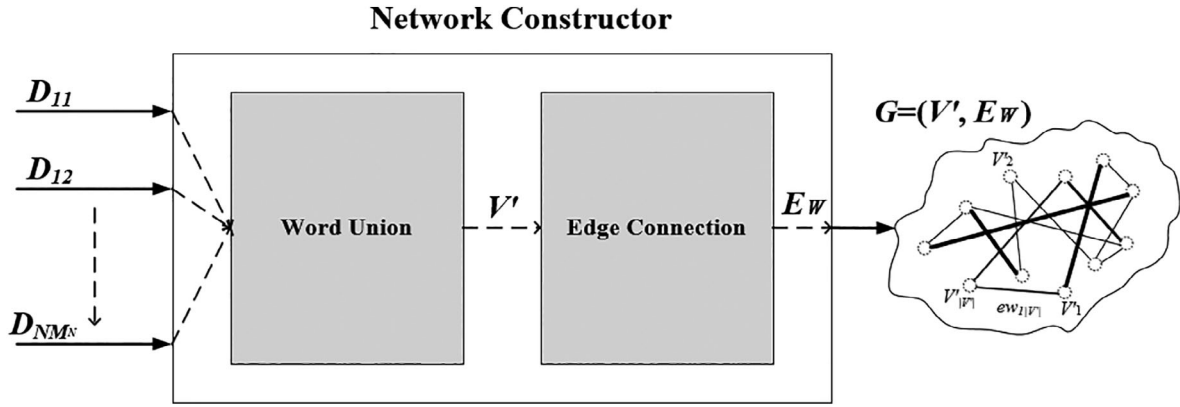 Network Constructor
D11
D12
DNMN
Word Union
V'
Edge Connection
EW
G=(V', EW)
V'2
V'|V'|
ew1|V'|
V'1